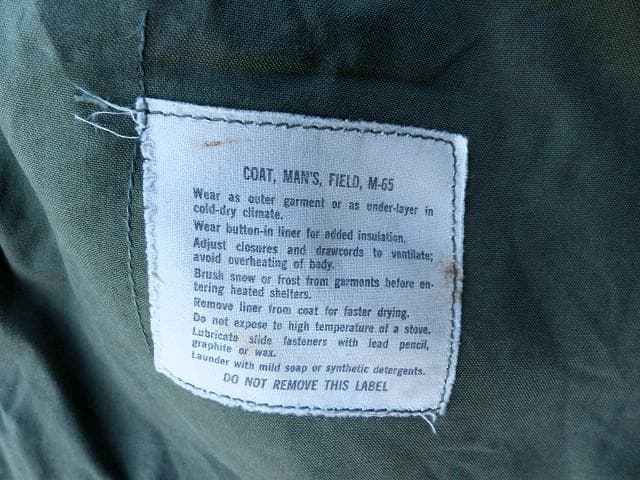 COAT, MAN'S, FIELD, M-65
Wear as outer garment or as under-layer in
cold-dry climate.
Wear button-in liner for added insulation.
Adjust closures and drawcords to ventilate;
avoid overheating of body.
Brush snow or frost from garments before en-
tering heated shelters.
Remove liner from coat for faster drying.
Do not expose to high temperature of a stove.
Lubricate slide fasteners with lead pencil,
graphite or wax.
Launder with mild soap or synthetic detergents.
DO NOT REMOVE THIS LABEL